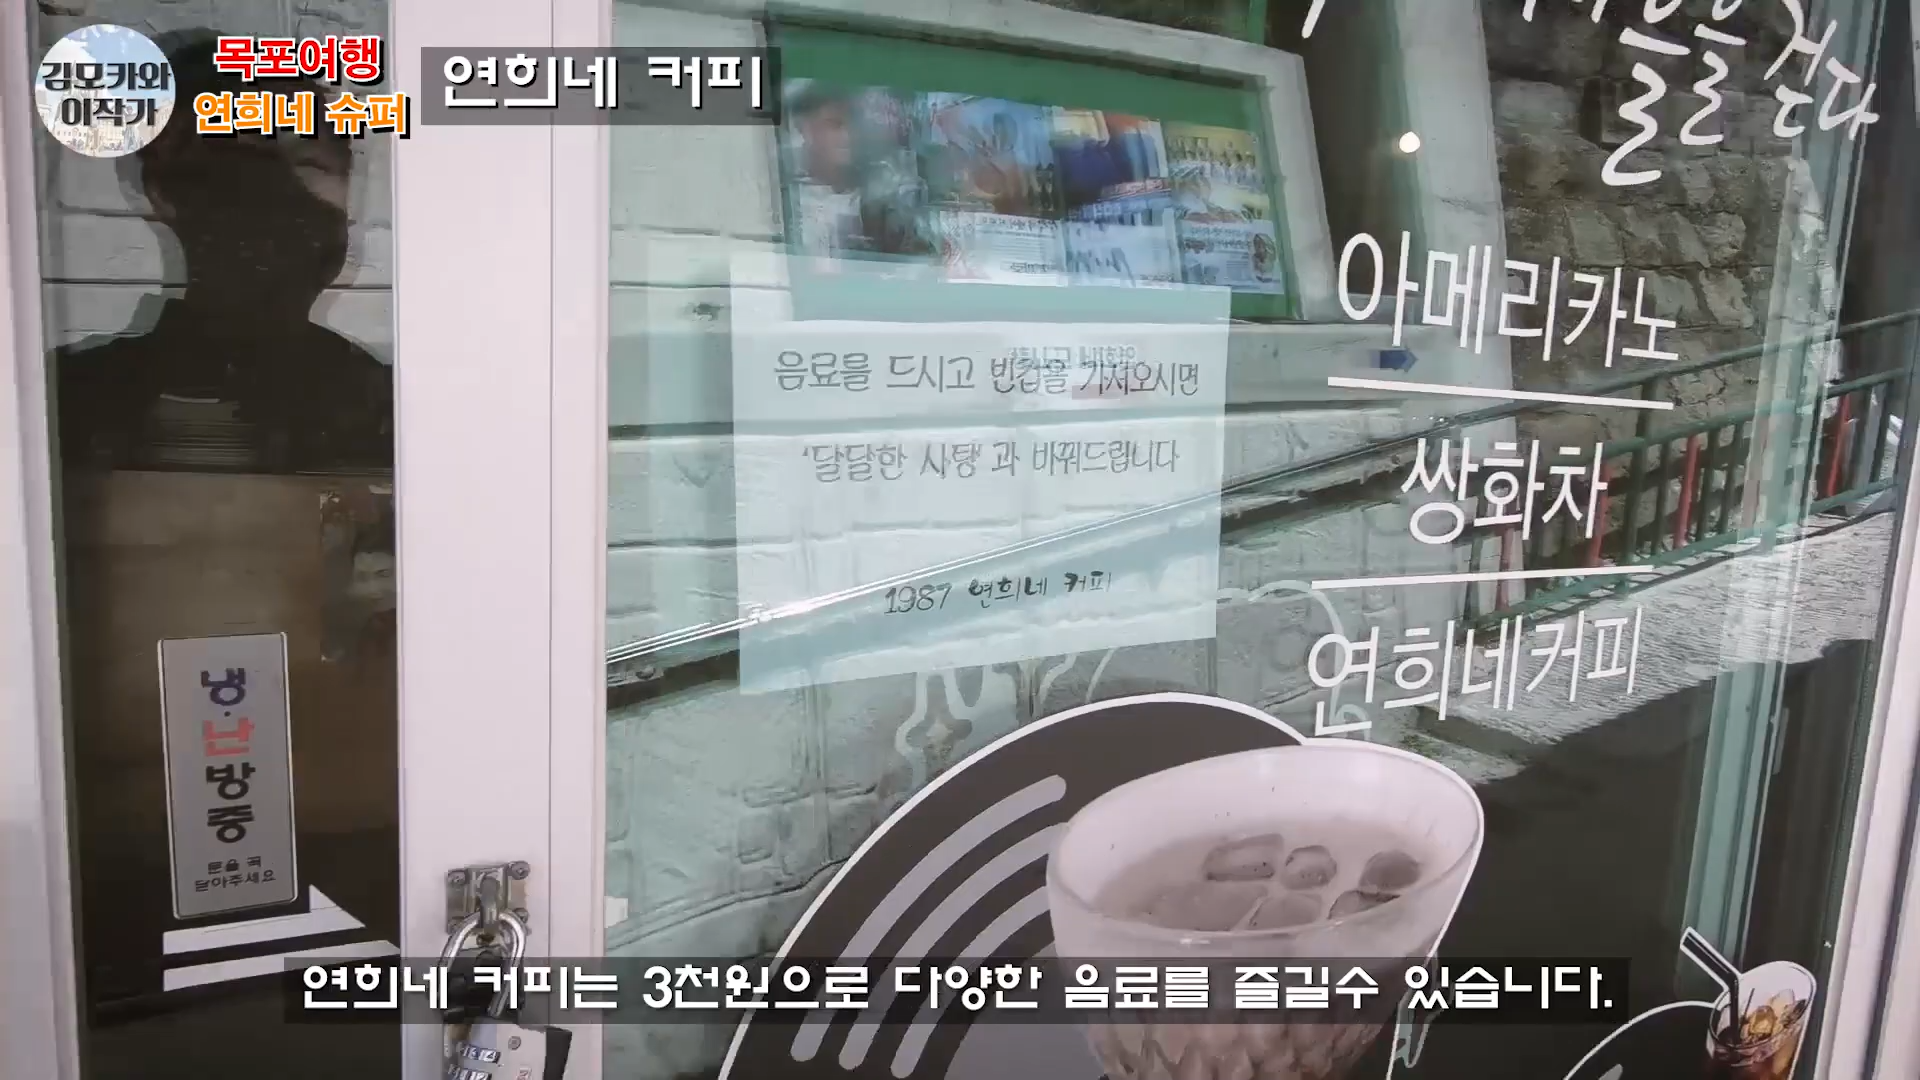 김모카와
이작가
목포여행
연희네 슈퍼
연희네 커피
걷다
음료를 드시고 빈컵을 가져오시면
'달달한 사탕' 과 바꿔드립니다
1987 연희네 커피
아메리카노
쌍화차
연희네커피
냉·난방중
문을 꼭
닫아주세요
연희네 커피는 3천원으로 다양한 음료를 즐길수 있습니다.